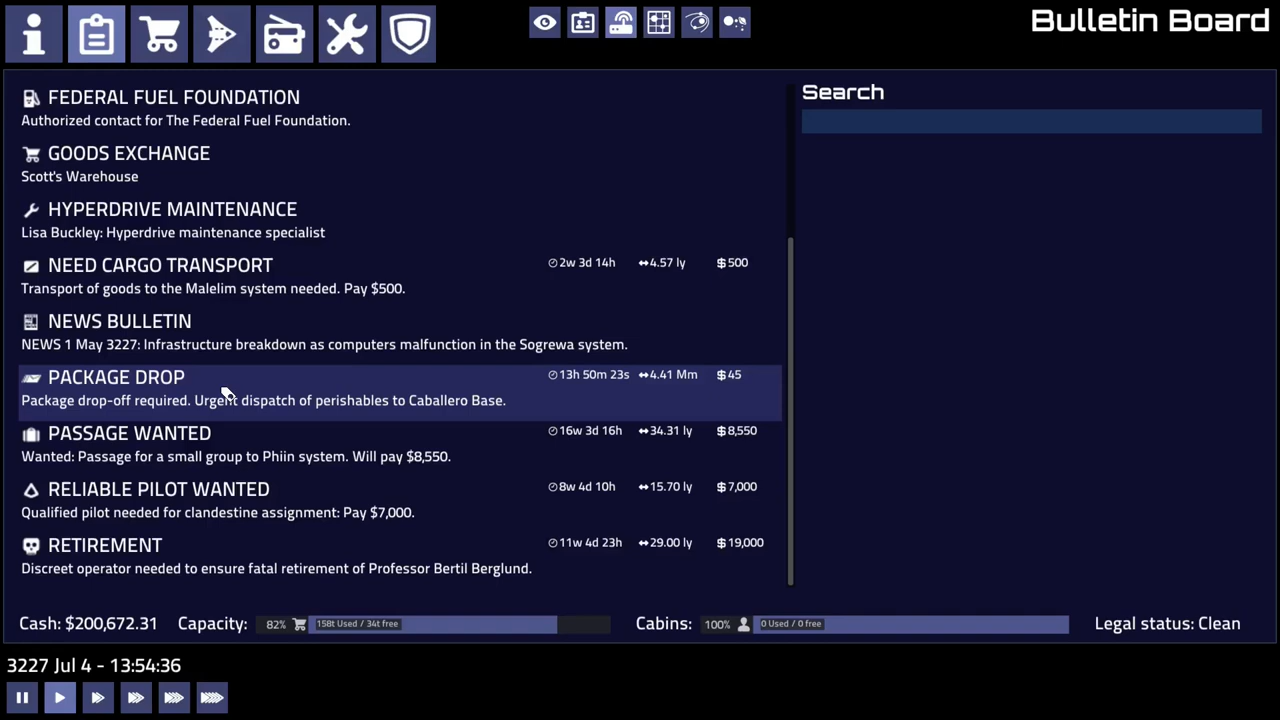 Bulletin Board
FEDERAL FUEL FOUNDATION
Authorized contact for The Federal Fuel Foundation.
GOODS EXCHANGE
Scott's Warehouse
HYPERDRIVE MAINTENANCE
Lisa Buckley: Hyperdrive maintenance specialist
NEED CARGO TRANSPORT 2w 3d 14h 4.57 ly $500
Transport of goods to the Malelim system needed. Pay $500.
NEWS BULLETIN
NEWS 1 May 3227: Infrastructure breakdown as computers malfunction in the Sogrewa system.
PACKAGE DROP 13h 50m 23s 4.41 Mm $45
Package drop-off required. Urgent dispatch of perishables to Caballero Base.
PASSAGE WANTED 16w 3d 16h 34.31 ly $8,550
Wanted: Passage for a small group to Phiin system. Will pay $8,550.
RELIABLE PILOT WANTED 8w 4d 10h 15.70 ly $7,000
Qualified pilot needed for clandestine assignment: Pay $7,000.
RETIREMENT 11w 4d 23h 29.00 ly $19,000
Discreet operator needed to ensure fatal retirement of Professor Bertil Berglund.
Search
Cash: $200,672.31 Capacity: 82% 158t Used / 34t free Cabins: 100% 0 Used / 0 free Legal status: Clean
3227 Jul 4 - 13:54:36